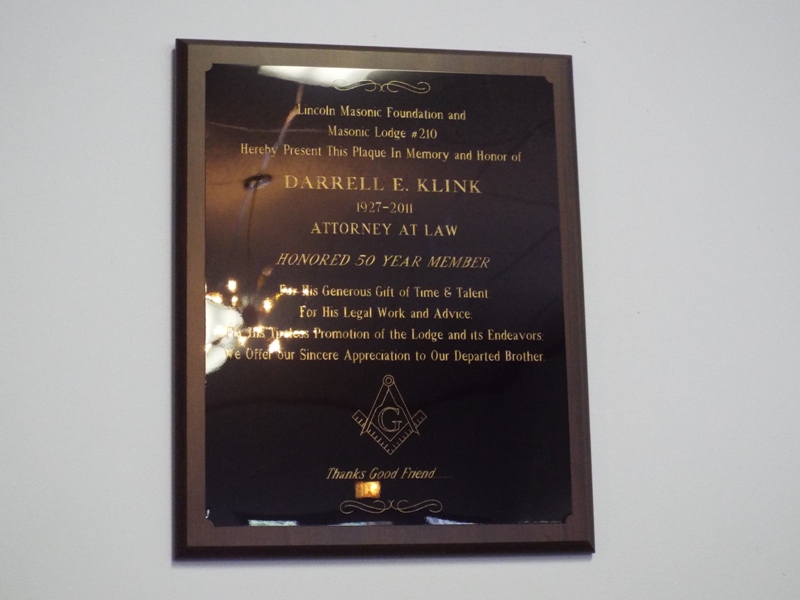 Lincoln Masonic Foundation and
Masonic Lodge #210
Hereby Present This Plaque In Memory and Honor of
DARRELL E. KLINK
1927-2011
ATTORNEY AT LAW
HONORED 50 YEAR MEMBER
For His Generous Gift of Time & Talent.
For His Legal Work and Advice.
For His Tireless Promotion of the Lodge and its Endeavors.
We Offer our Sincere Appreciation to Our Departed Brother.
G
Thanks Good Friend......